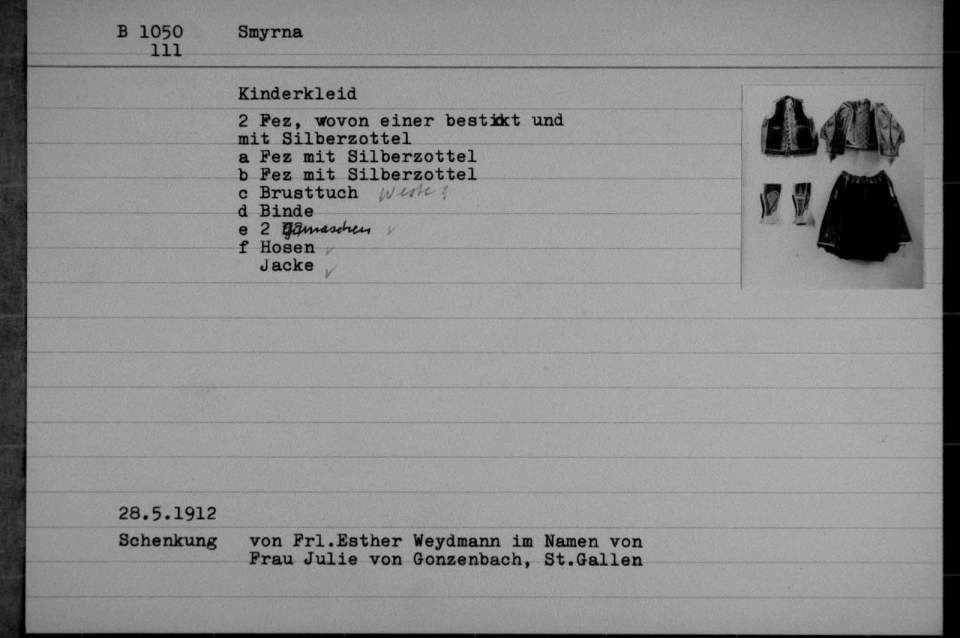 B 1050 Smyrna
111
Kinderkleid
2 Fez, wovon einer bestikt und
mit Silberzottel
a Fez mit Silberzottel
b Fez mit Silberzottel
c Brusttuch Weste?
d Binde
e 2 Gamaschen ✓
f Hosen ✓
Jacke ✓
28.5.1912
Schenkung von Frl.Esther Weydmann im Namen von
Frau Julie von Gonzenbach, St.Gallen